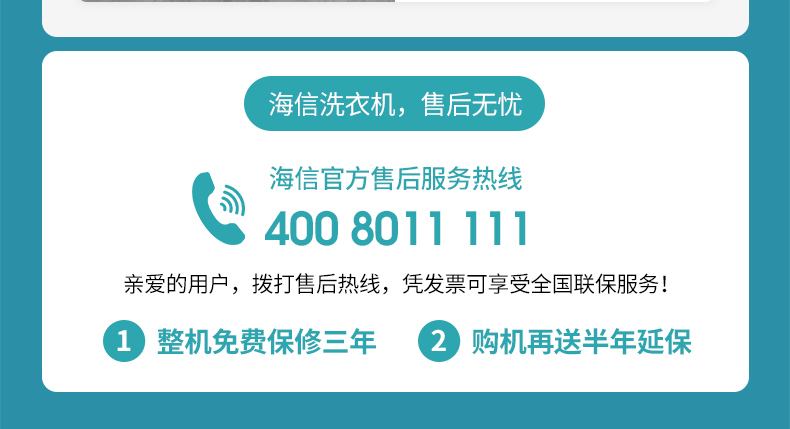 海信洗衣机，售后无忧
海信官方售后服务热线
400 8011 111
亲爱的用户，拨打售后热线，凭发票可享受全国联保服务！
1 整机免费保修三年 2 购机再送半年延保